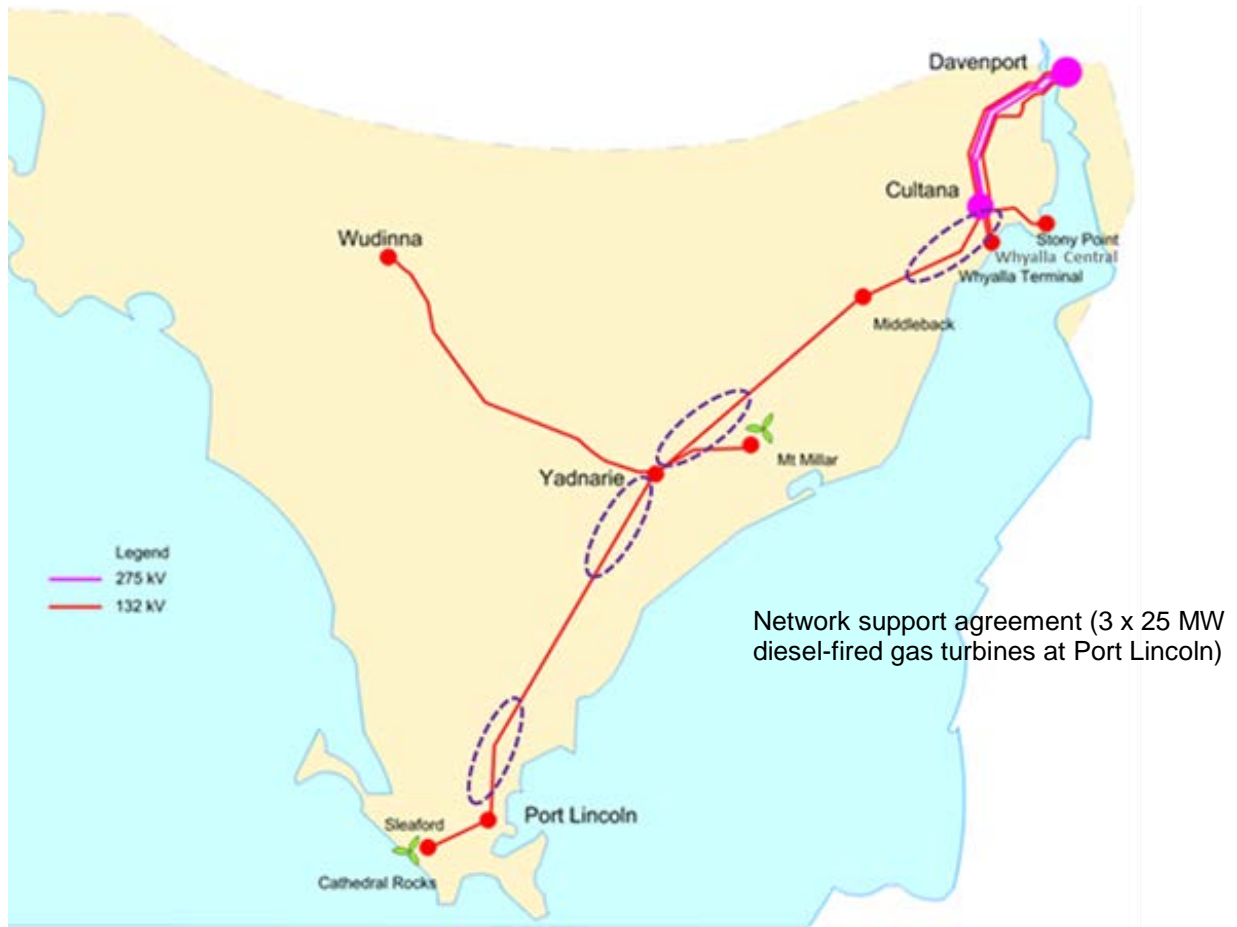 Davenport
Cultana
Wudinna
Stony Point
Whyalla Central
Whyalla Terminal
Middleback
Mt Millar
Yadnarie
Legend
275 kV
132 kV
Network support agreement (3 x 25 MW
diesel-fired gas turbines at Port Lincoln)
Sleaford
Port Lincoln
Cathedral Rocks